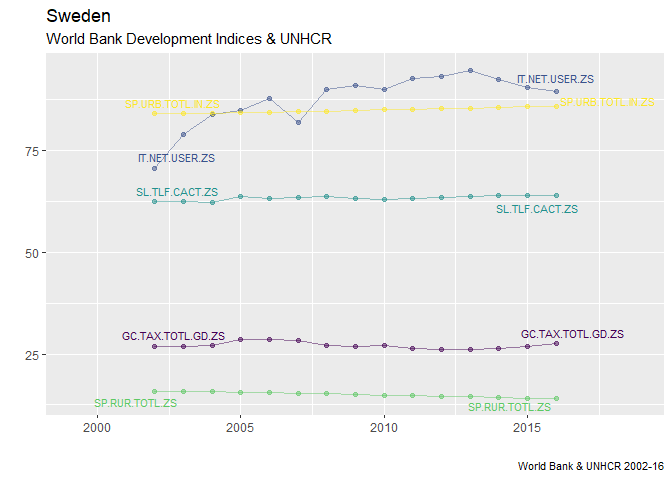 Sweden
World Bank Development Indices & UNHCR
IT.NET.USER.ZS
SP.URB.TOTL.IN.ZS
SP.URB.TOTL.IN.ZS
75
IT.NET.USER.ZS
SL.TLF.CACT.ZS
SL.TLF.CACT.ZS
50
GC.TAX.TOTL.GD.ZS
GC.TAX.TOTL.GD.ZS
25
SP.RUR.TOTL.ZS
SP.RUR.TOTL.ZS
2000 2005 2010 2015
World Bank & UNHCR 2002-16